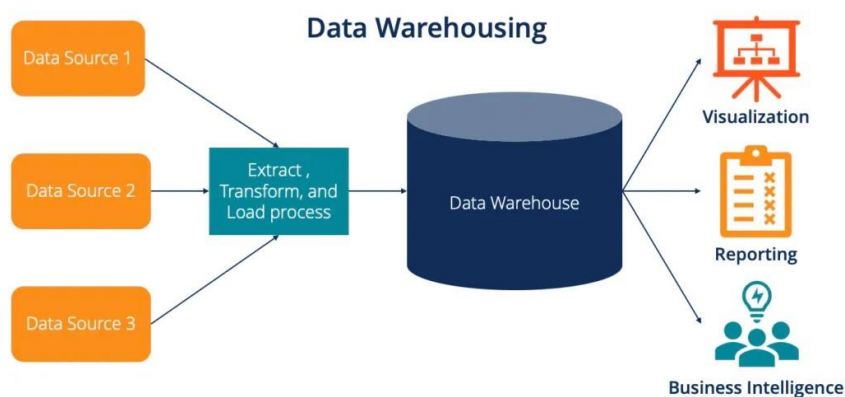 Data Warehousing
Data Source 1
Data Source 2
Data Source 3
Extract ,
Transform, and
Load process
Data Warehouse
Visualization
Reporting
Business Intelligence